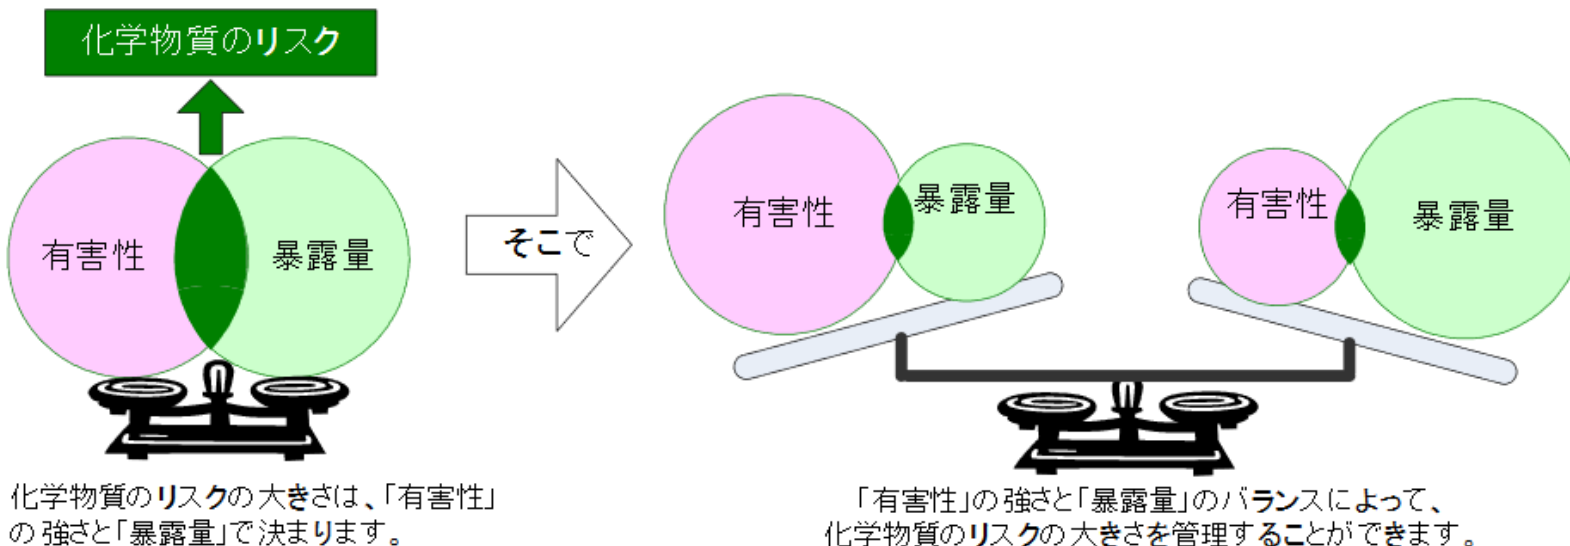 化学物質のリスク
有害性
暴露量
そこで
有害性
暴露量
有害性
暴露量
化学物質のリスクの大きさは、「有害性」
の強さと「暴露量」で決まります。
「有害性」の強さと「暴露量」のバランスによって、
化学物質のリスクの大きさを管理することができます。